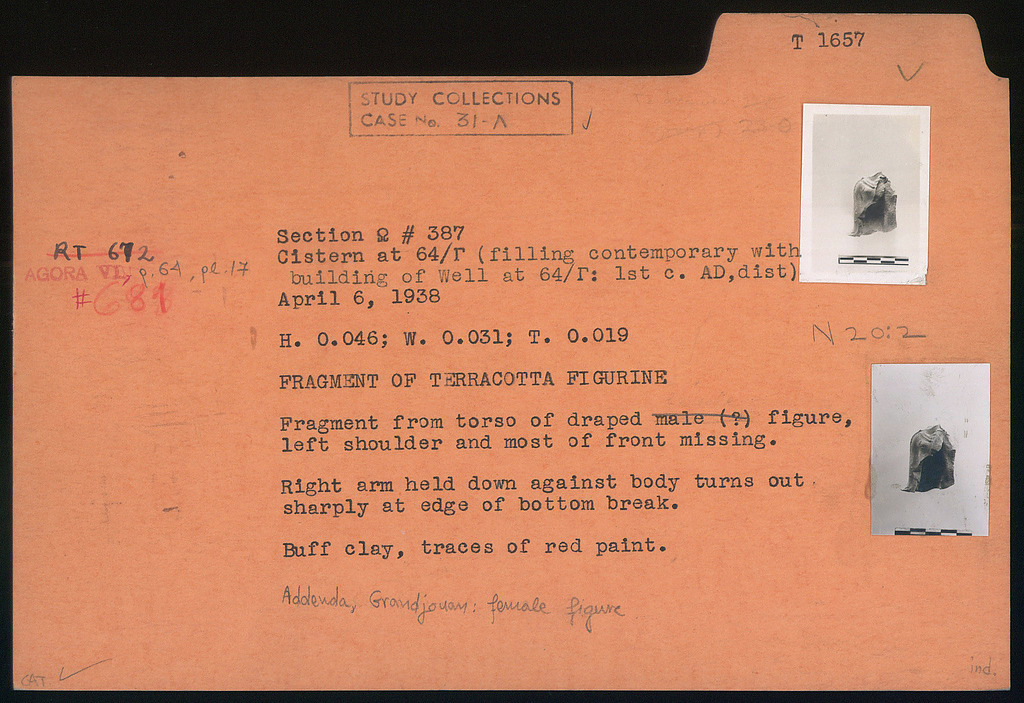 T 1657
STUDY COLLECTIONS
CASE No. 31-Λ
RT 672
AGORA VI, p. 64, pl. 17
# 681
Section Ω # 387
Cistern at 64/Γ (filling contemporary with
building of Well at 64/Γ: 1st c. AD,dist)
April 6, 1938
H. 0.046; W. 0.031; T. 0.019
N 20:2
FRAGMENT OF TERRACOTTA FIGURINE
Fragment from torso of draped male (?) figure,
left shoulder and most of front missing.
Right arm held down against body turns out
sharply at edge of bottom break.
Buff clay, traces of red paint.
Addenda, Grandjouan: female figure
CAT
ind.